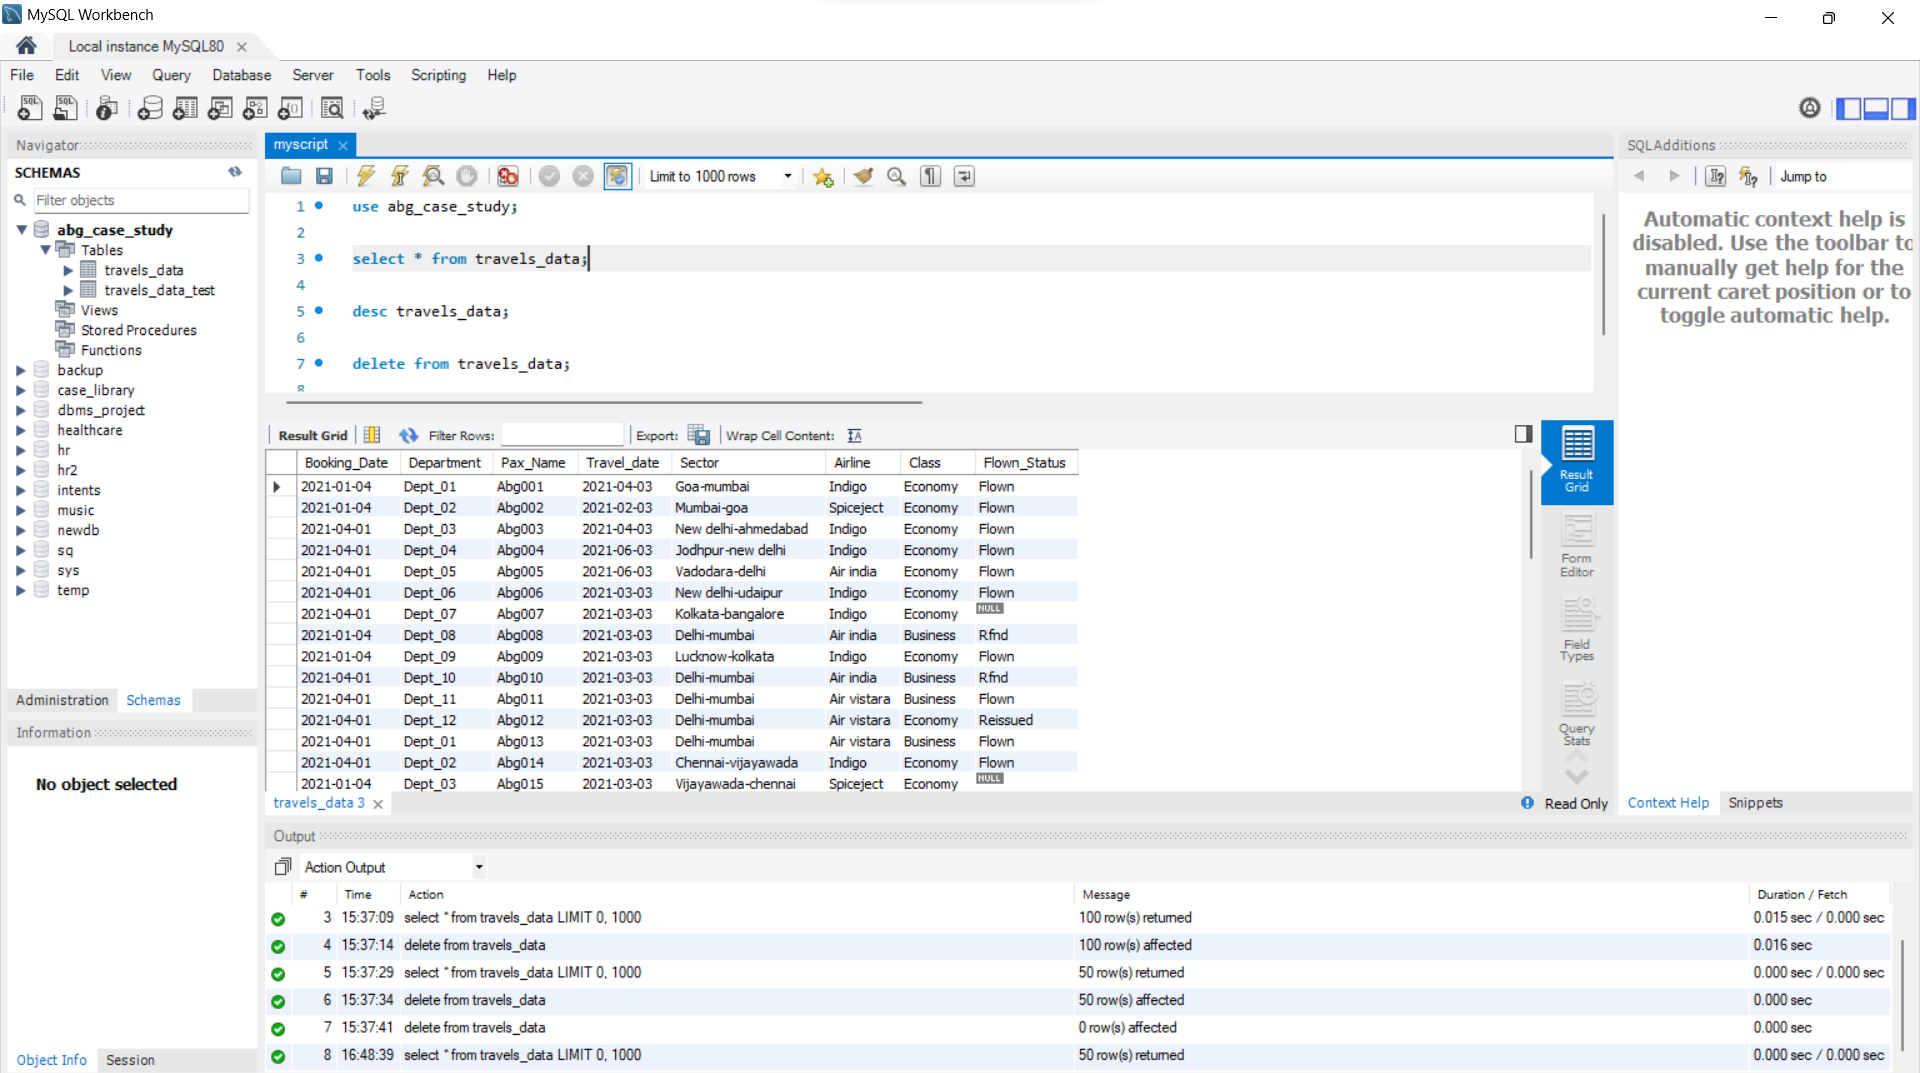 MySQL Workbench
Local instance MySQL80
File Edit View Query Database Server Tools Scripting Help
Navigator
SCHEMAS
Filter objects
abg_case_study
Tables
travels_data
travels_data_test
Views
Stored Procedures
Functions
backup
case_library
dbms_project
healthcare
hr
hr2
intents
music
newdb
sq
sys
temp
Administration Schemas
Information
No object selected
Object Info Session
myscript
Limit to 1000 rows
1 use abg_case_study;
2
3 select * from travels_data;
4
5 desc travels_data;
6
7 delete from travels_data;
8
Result Grid Filter Rows: Export: Wrap Cell Content:
Booking_Date Department Pax_Name Travel_date Sector Airline Class Flown_Status
2021-01-04 Dept_01 Abg001 2021-04-03 Goa-mumbai Indigo Economy Flown
2021-01-04 Dept_02 Abg002 2021-02-03 Mumbai-goa Spiceject Economy Flown
2021-04-01 Dept_03 Abg003 2021-04-03 New delhi-ahmedabad Indigo Economy Flown
2021-04-01 Dept_04 Abg004 2021-06-03 Jodhpur-new delhi Indigo Economy Flown
2021-04-01 Dept_05 Abg005 2021-06-03 Vadodara-delhi Air india Economy Flown
2021-04-01 Dept_06 Abg006 2021-03-03 New delhi-udaipur Indigo Economy Flown
2021-04-01 Dept_07 Abg007 2021-03-03 Kolkata-bangalore Indigo Economy NULL
2021-01-04 Dept_08 Abg008 2021-03-03 Delhi-mumbai Air india Business Rfnd
2021-01-04 Dept_09 Abg009 2021-03-03 Lucknow-kolkata Indigo Economy Flown
2021-04-01 Dept_10 Abg010 2021-03-03 Delhi-mumbai Air india Business Rfnd
2021-04-01 Dept_11 Abg011 2021-03-03 Delhi-mumbai Air vistara Business Flown
2021-04-01 Dept_12 Abg012 2021-03-03 Delhi-mumbai Air vistara Economy Reissued
2021-04-01 Dept_01 Abg013 2021-03-03 Delhi-mumbai Air vistara Business Flown
2021-04-01 Dept_02 Abg014 2021-03-03 Chennai-vijayawada Indigo Economy Flown
2021-01-04 Dept_03 Abg015 2021-03-03 Vijayawada-chennai Spiceject Economy NULL
Result
Grid
Form
Editor
Field
Types
Query
Stats
travels_data 3
Read Only
SQLAdditions
Jump to
Automatic context help is
disabled. Use the toolbar to
manually get help for the
current caret position or to
toggle automatic help.
Context Help Snippets
Output
Action Output
# Time Action Message Duration / Fetch
3 15:37:09 select * from travels_data LIMIT 0, 1000 100 row(s) returned 0.015 sec / 0.000 sec
4 15:37:14 delete from travels_data 100 row(s) affected 0.016 sec
5 15:37:29 select * from travels_data LIMIT 0, 1000 50 row(s) returned 0.000 sec / 0.000 sec
6 15:37:34 delete from travels_data 50 row(s) affected 0.000 sec
7 15:37:41 delete from travels_data 0 row(s) affected 0.000 sec
8 16:48:39 select * from travels_data LIMIT 0, 1000 50 row(s) returned 0.000 sec / 0.000 sec